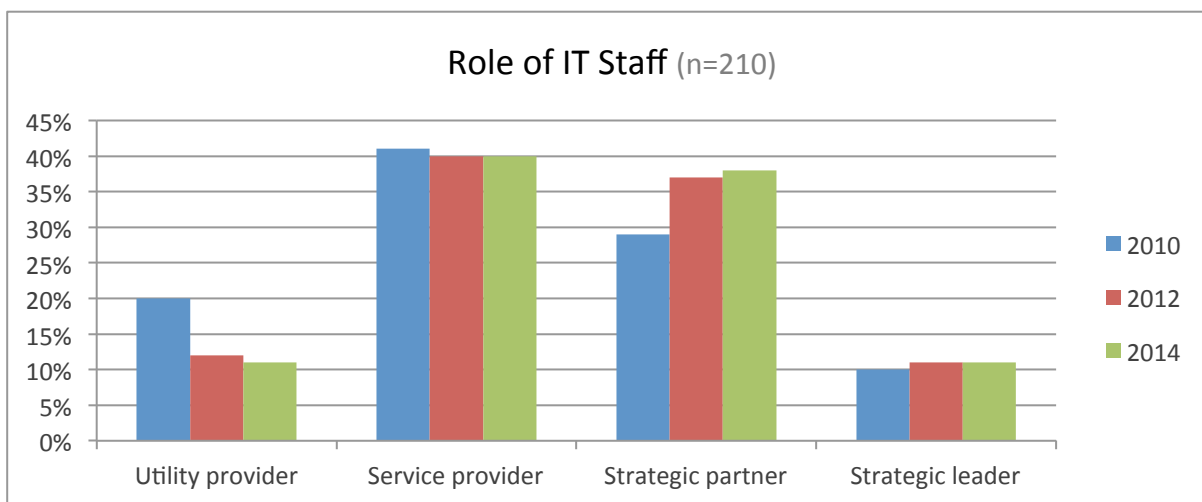 Role of IT Staff (n=210)
45%
40%
35%
30%
25%
20%
15%
10%
5%
0%
Utility provider
Service provider
Strategic partner
Strategic leader
2010
2012
2014